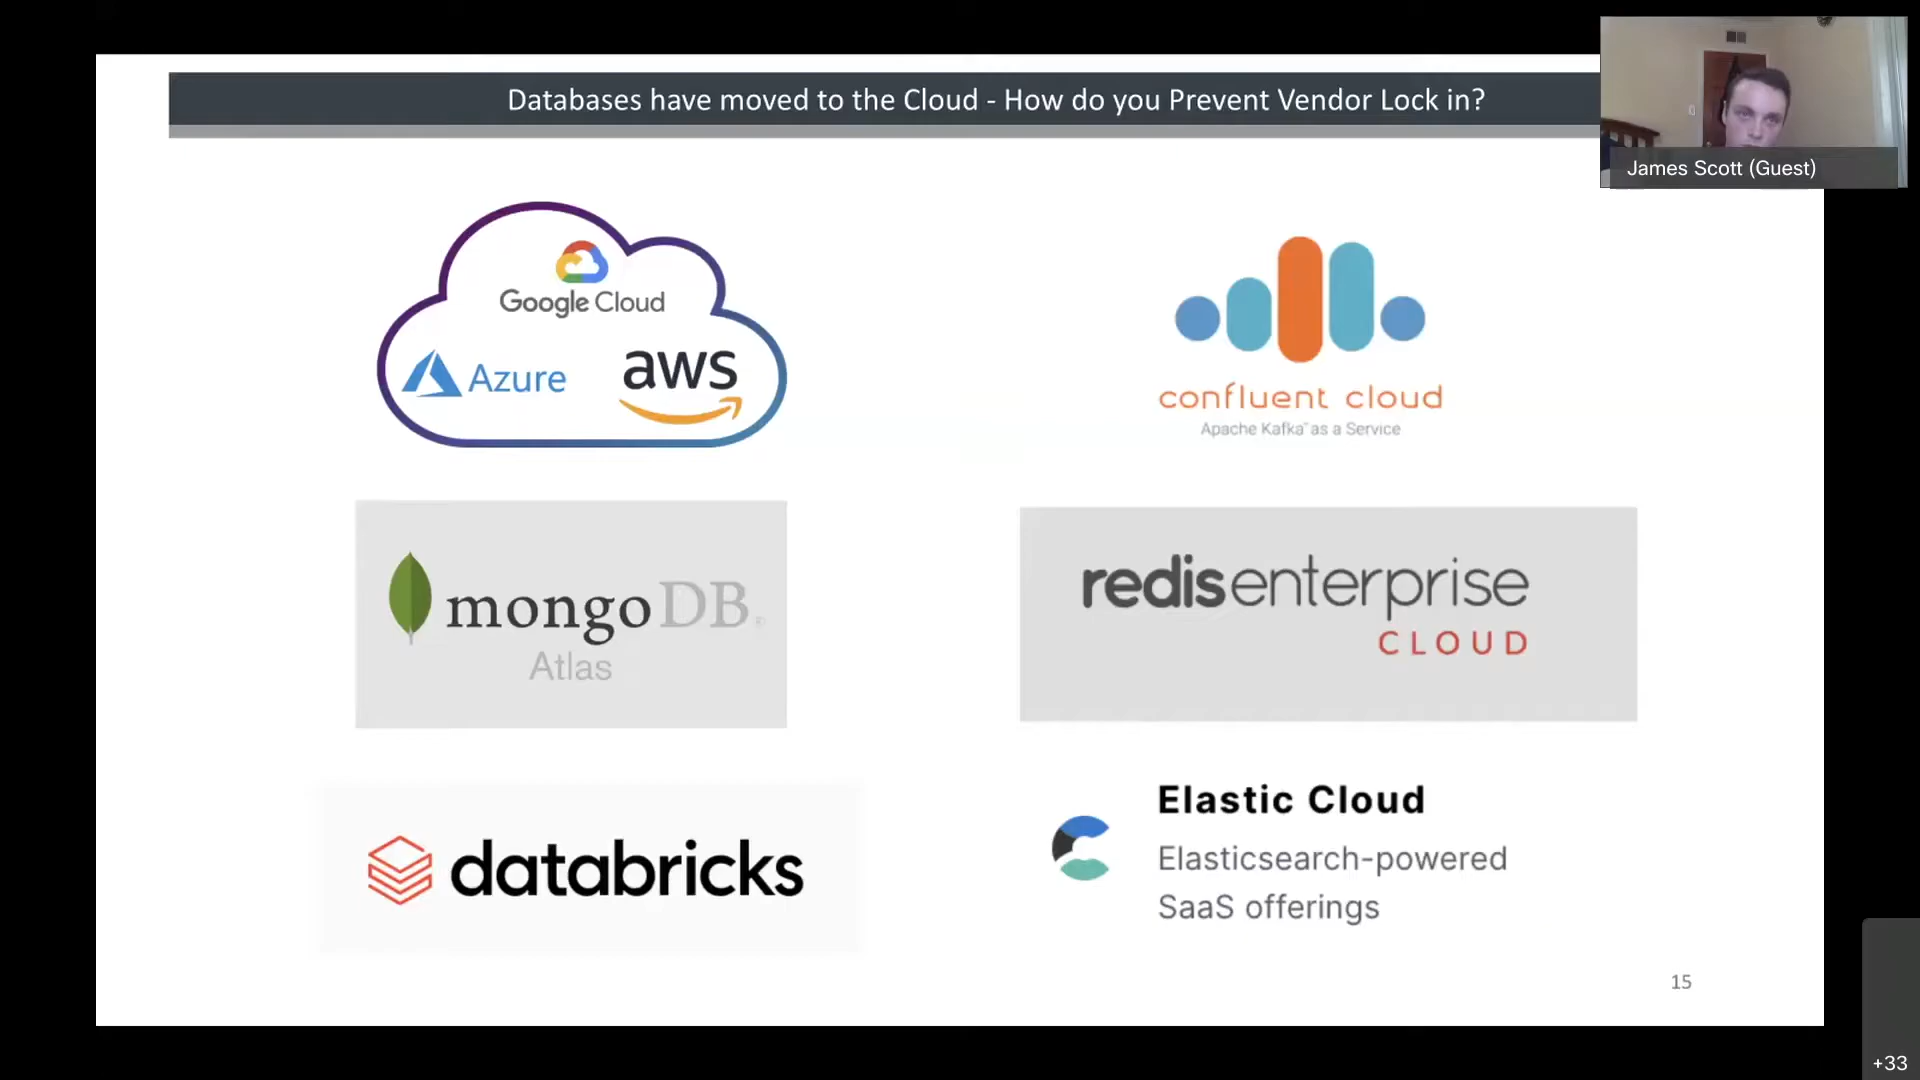 Databases have moved to the Cloud - How do you Prevent Vendor Lock in?
James Scott (Guest)
Google Cloud
Azure
aws
confluent cloud
Apache Kafka™ as a Service
mongoDB®
Atlas
redisenterprise
CLOUD
databricks
Elastic Cloud
Elasticsearch-powered
SaaS offerings
15
+33